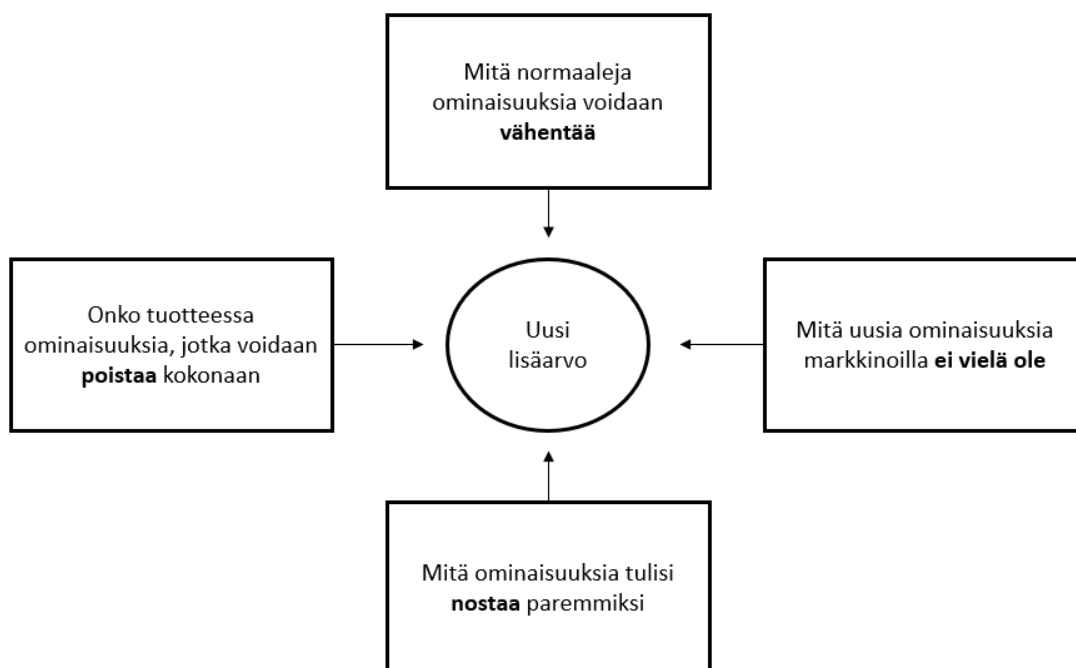 Mitä normaaleja
ominaisuuksia voidaan
vähentää
Onko tuotteessa
ominaisuuksia, jotka voidaan
poistaa kokonaan
Uusi
lisäarvo
Mitä uusia ominaisuuksia
markkinoilla ei vielä ole
Mitä ominaisuuksia tulisi
nostaa paremmiksi